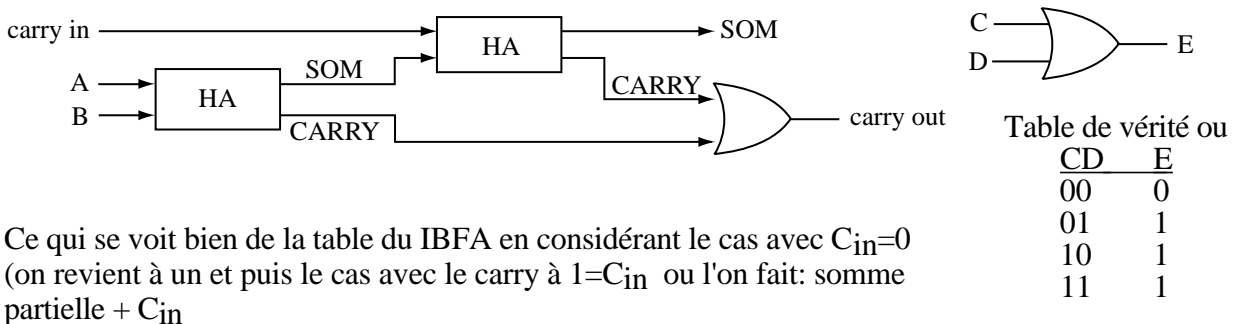 carry in
HA
SOM
C
D
E
A
B
HA
SOM
CARRY
CARRY
carry out
Table de vérité ou
CD E
00 0
01 1
10 1
11 1
Ce qui se voit bien de la table du IBFA en considérant le cas avec Cin=0
(on revient à un et puis le cas avec le carry à 1=Cin ou l'on fait: somme
partielle + Cin